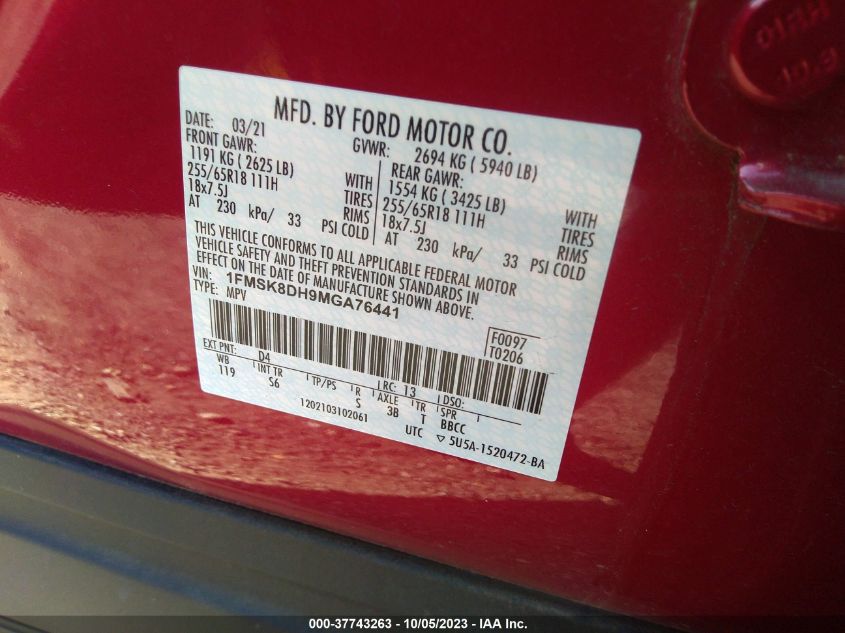 MFD. BY FORD MOTOR CO.
DATE: 03/21 GVWR: 2694 KG ( 5940 LB)
FRONT GAWR: REAR GAWR:
1191 KG ( 2625 LB) WITH 1554 KG ( 3425 LB) WITH
255/65R18 111H TIRES 255/65R18 111H TIRES
18x7.5J RIMS 18x7.5J RIMS
AT 230 kPa/ 33 PSI COLD AT 230 kPa/ 33 PSI COLD
THIS VEHICLE CONFORMS TO ALL APPLICABLE FEDERAL MOTOR
VEHICLE SAFETY AND THEFT PREVENTION STANDARDS IN
EFFECT ON THE DATE OF MANUFACTURE SHOWN ABOVE.
VIN: 1FMSK8DH9MGA76441
TYPE: MPV
F0097
T0206
EXT PNT: D4 RC: 13 DSO:
WB INT TR TP/PS R AXLE TR SPR
119 S6 S 3B T BBCC
1202103102061 UTC ▽ 5U5A-1520472-BA
000-37743263 - 10/05/2023 - IAA Inc.